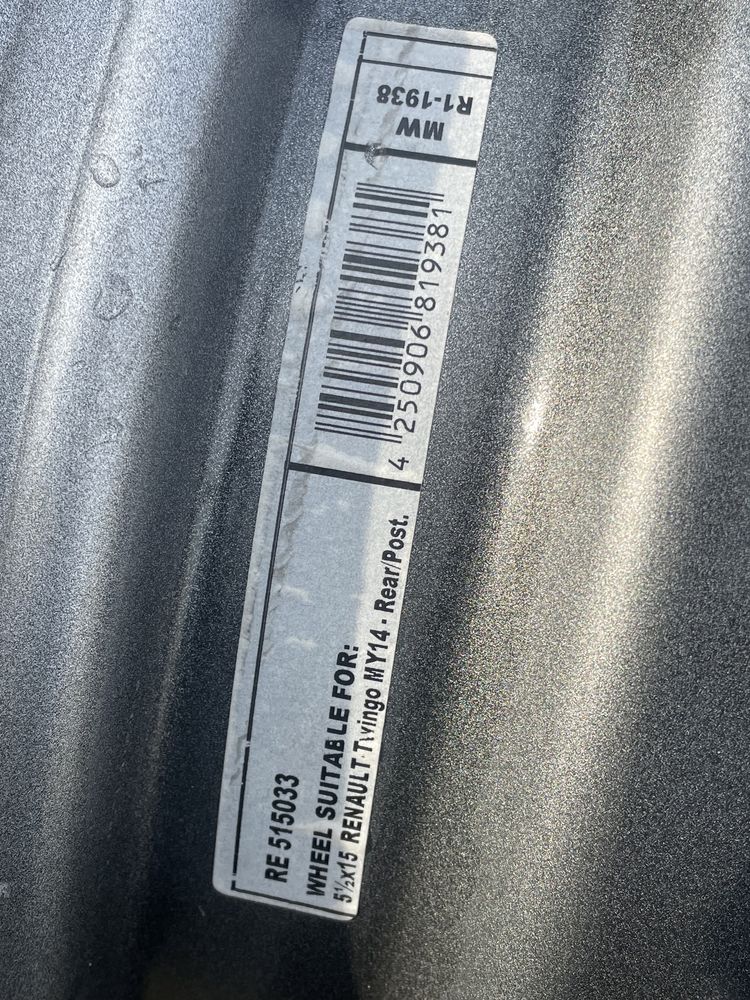 RE 515033
WHEEL SUITABLE FOR:
5½x15 RENAULT Twingo MY14 - Rear/Post.
4 250906 819381
MW
R1-1938